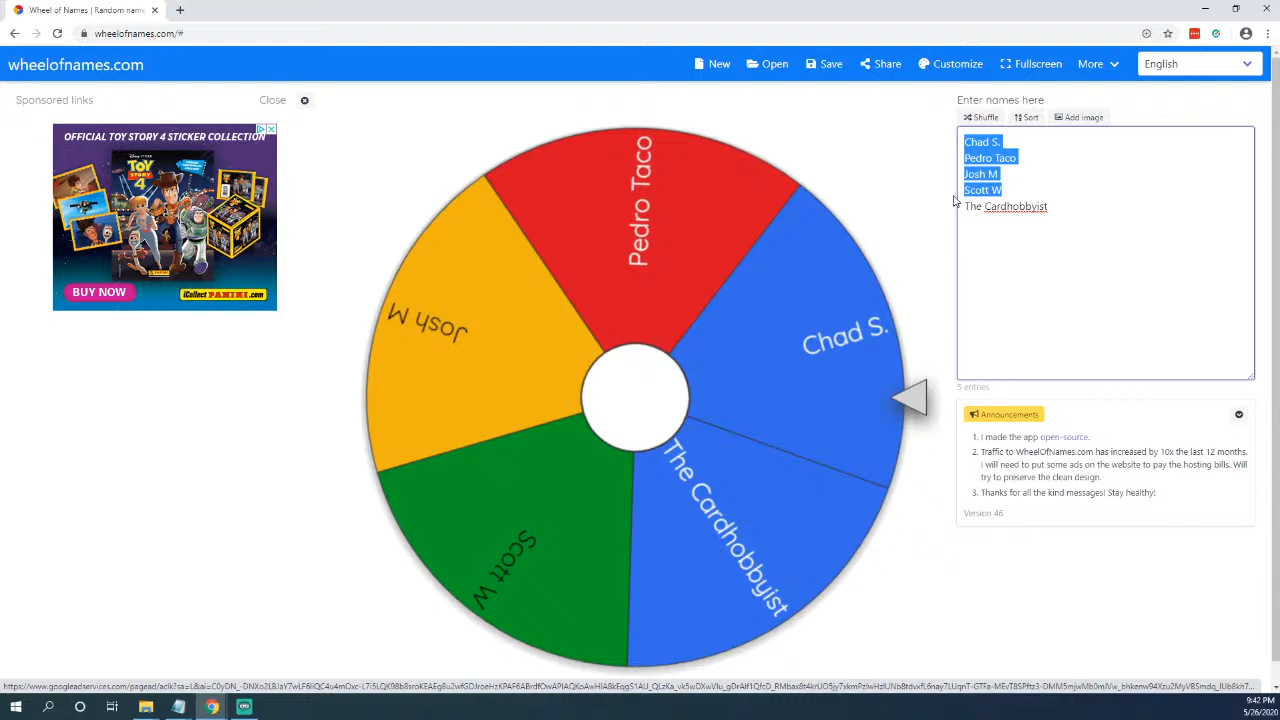 Wheel of Names | Random name
wheelofnames.com/#
wheelofnames.com
New
Open
Save
Share
Customize
Fullscreen
More
English
Sponsored links
Close
OFFICIAL TOY STORY 4 STICKER COLLECTION
TOY STORY 4
BUY NOW
iCollectPANINI.com
Pedro Taco
Chad S.
The Cardhobbyist
Scott W
Josh M
Enter names here
Shuffle
Sort
Add image
Chad S.
Pedro Taco
Josh M
Scott W
The Cardhobbyist
5 entries
Announcements
1. I made the app open-source.
2. Traffic to WheelOfNames.com has increased by 10x the last 12 months.
I will need to put some ads on the website to pay the hosting bills. Will
try to preserve the clean design.
3. Thanks for all the kind messages! Stay healthy!
Version 46
9:42 PM
5/26/2020